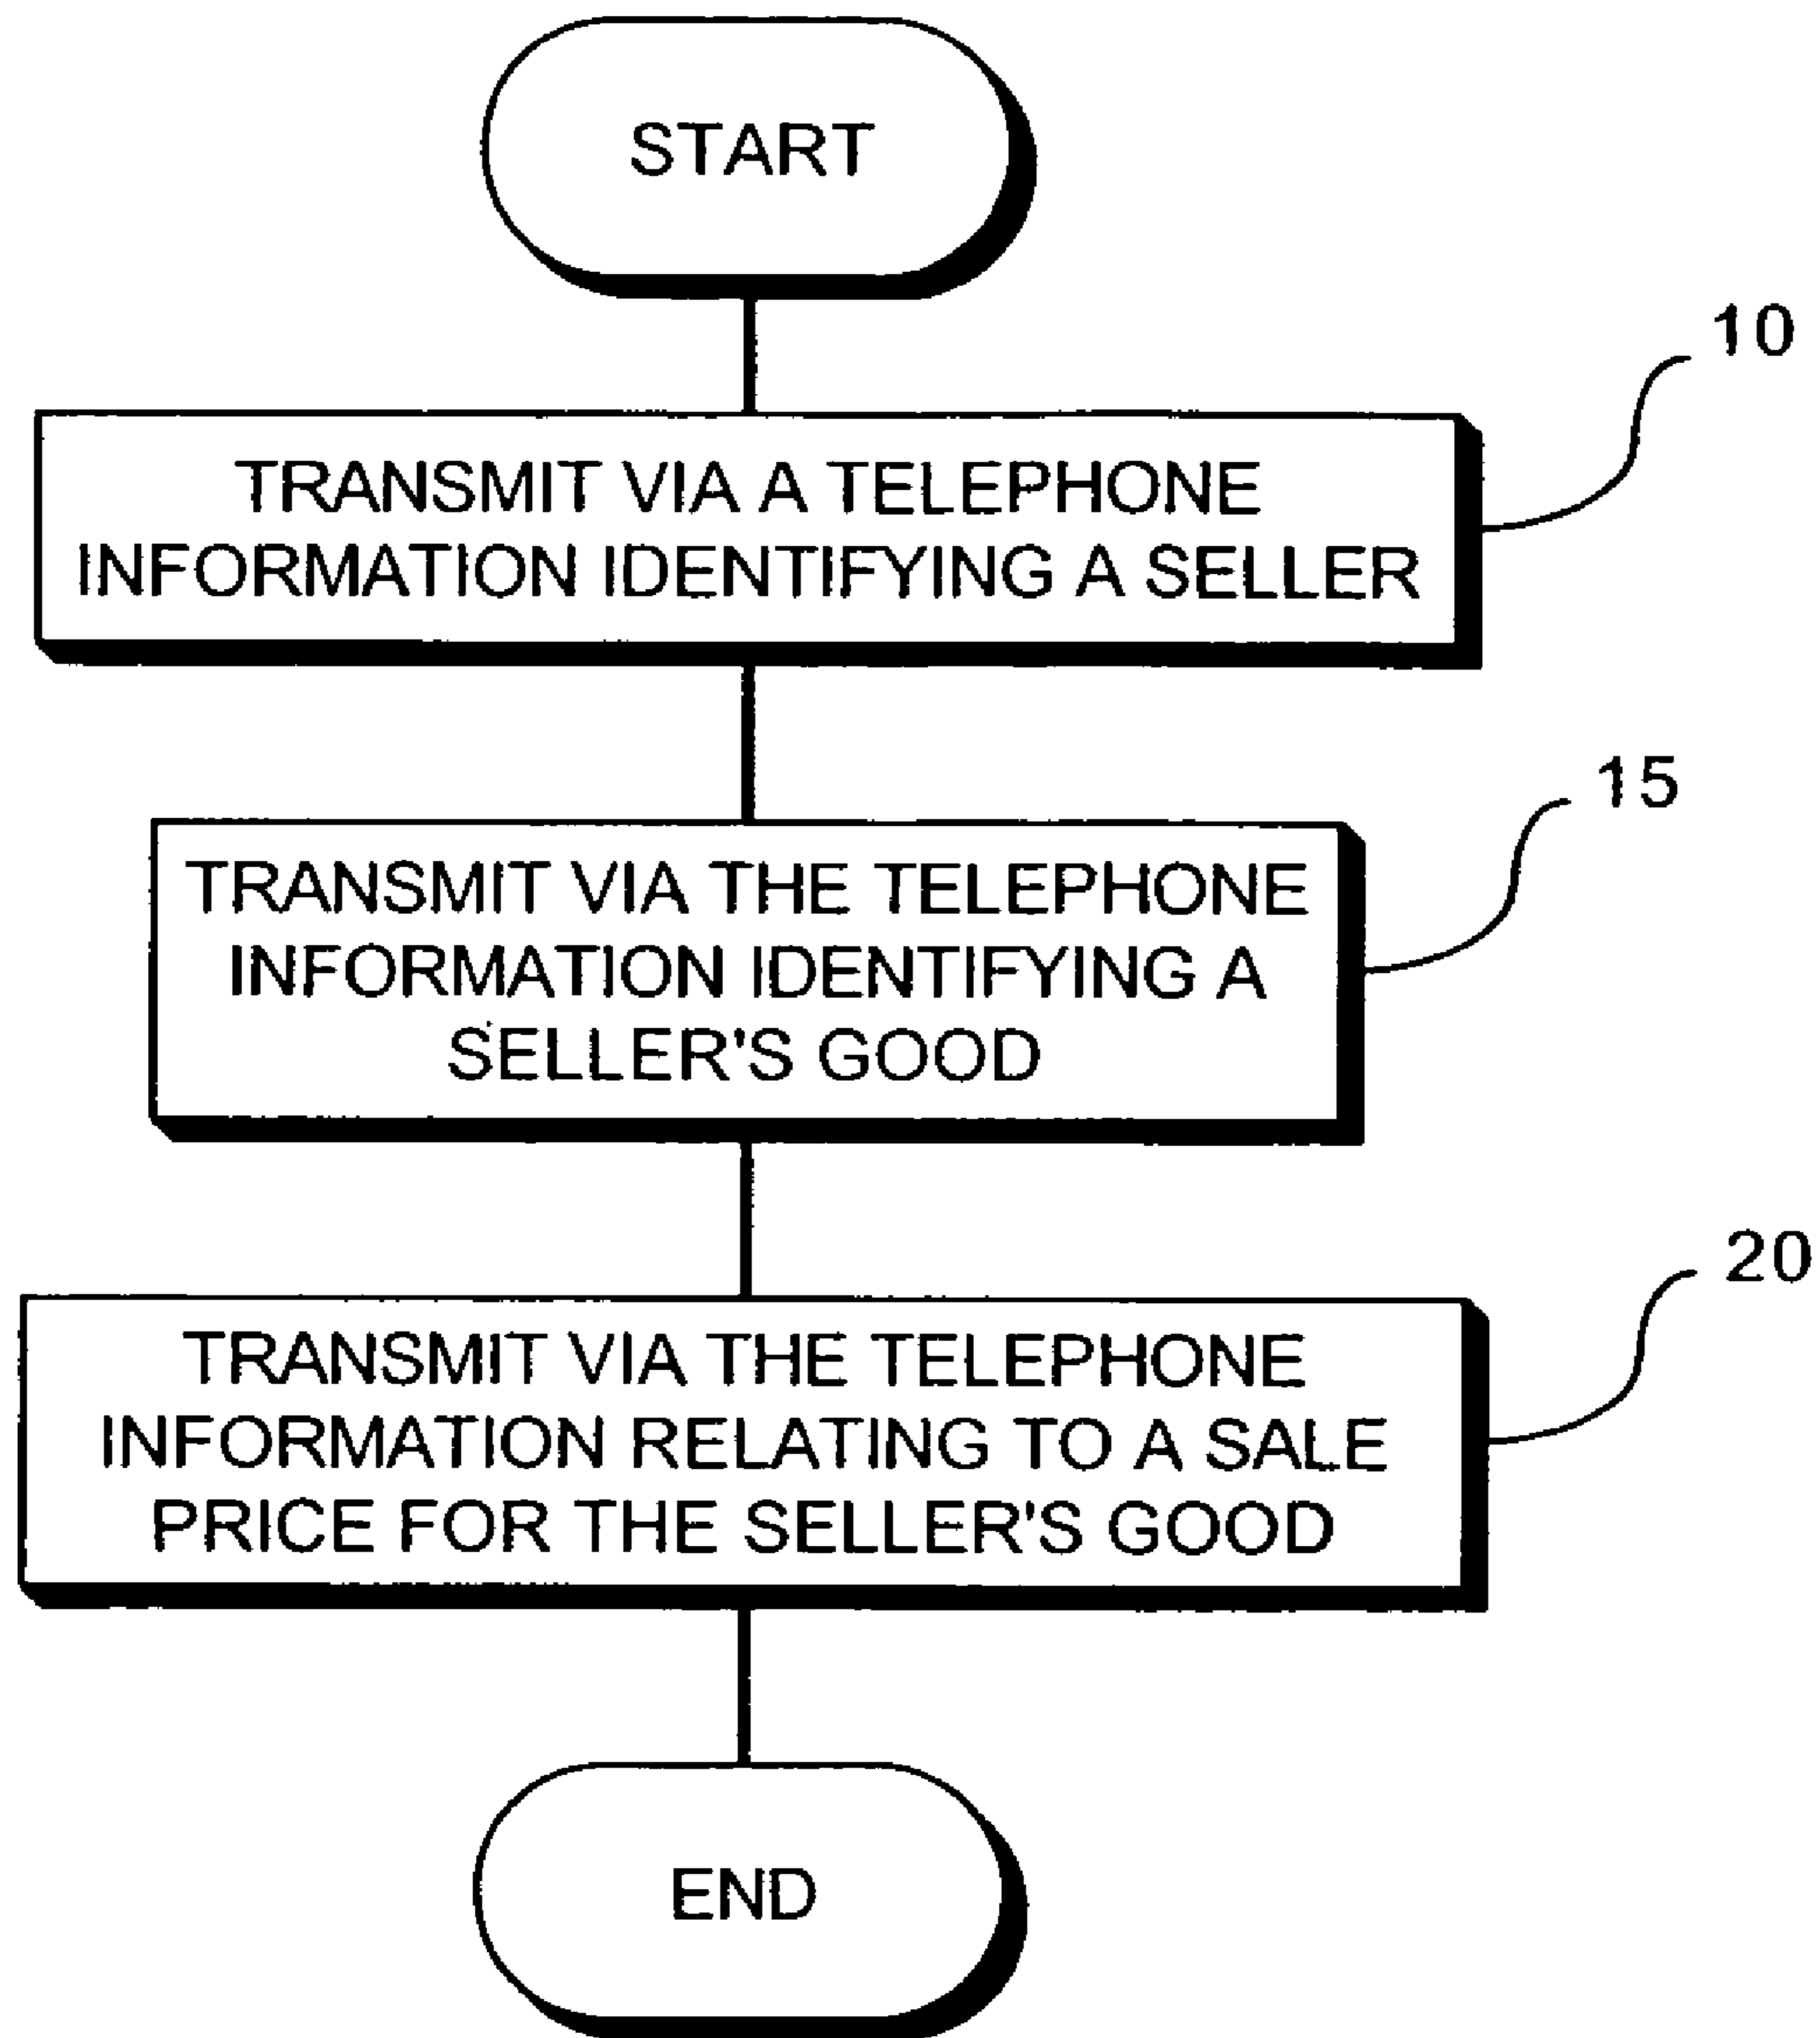 START
10
TRANSMIT VIA A TELEPHONE
INFORMATION IDENTIFYING A SELLER
15
TRANSMIT VIA THE TELEPHONE
INFORMATION IDENTIFYING A
SELLER'S GOOD
20
TRANSMIT VIA THE TELEPHONE
INFORMATION RELATING TO A SALE
PRICE FOR THE SELLER'S GOOD
END